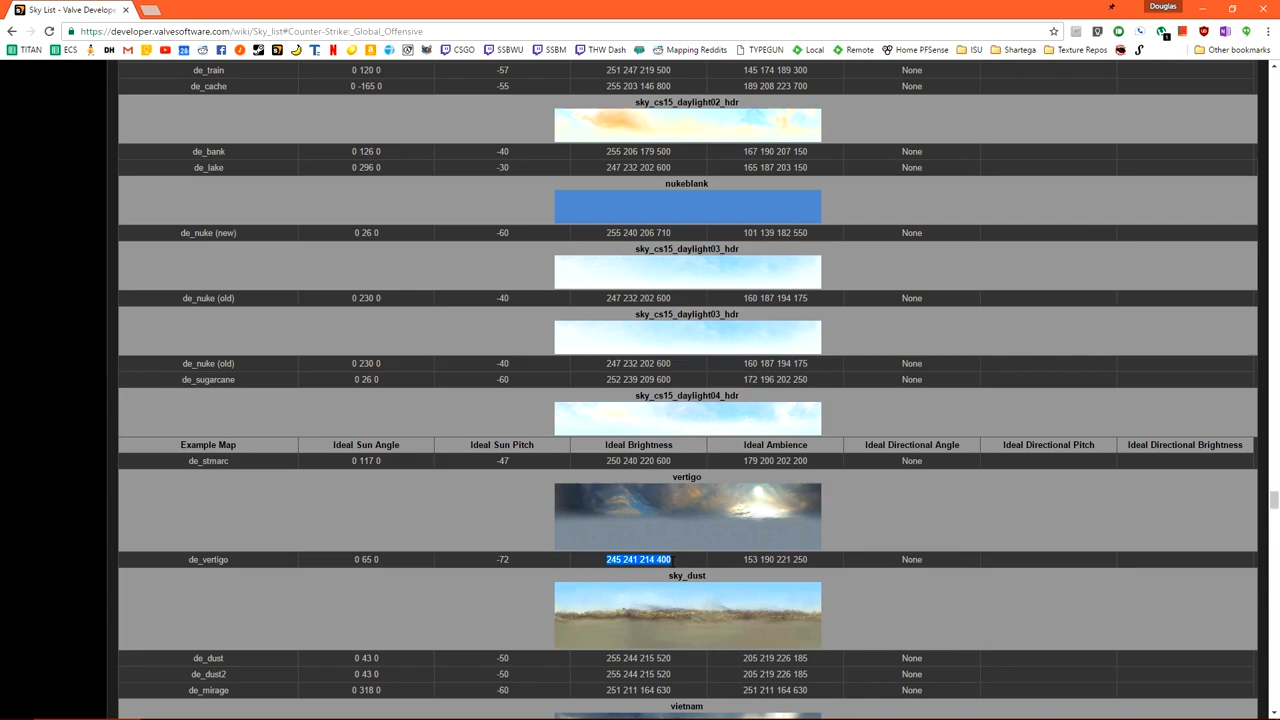 Sky List - Valve Develope
Douglas
https://developer.valvesoftware.com/wiki/Sky_list#Counter-Strike:_Global_Offensive
TITAN ECS DH CSGO SSBWU SSBM THW Dash Mapping Reddits TYPEGUN Local Remote Home PFSense ISU Shartega Texture Repos Other bookmarks
de_train 0 120 0 -57 251 247 219 500 145 174 189 300 None
de_cache 0 -165 0 -55 255 203 146 800 189 208 223 700 None
sky_cs15_daylight02_hdr
de_bank 0 126 0 -40 255 206 179 500 167 190 207 150 None
de_lake 0 296 0 -30 247 232 202 600 165 187 203 150 None
nukeblank
de_nuke (new) 0 26 0 -60 255 240 206 710 101 139 182 550 None
sky_cs15_daylight03_hdr
de_nuke (old) 0 230 0 -40 247 232 202 600 160 187 194 175 None
sky_cs15_daylight03_hdr
de_nuke (old) 0 230 0 -40 247 232 202 600 160 187 194 175 None
de_sugarcane 0 26 0 -60 252 239 209 600 172 196 202 250 None
sky_cs15_daylight04_hdr
Example Map Ideal Sun Angle Ideal Sun Pitch Ideal Brightness Ideal Ambience Ideal Directional Angle Ideal Directional Pitch Ideal Directional Brightness
de_stmarc 0 117 0 -47 250 240 220 600 179 200 202 200 None
vertigo
de_vertigo 0 65 0 -72 245 241 214 400 153 190 221 250 None
sky_dust
de_dust 0 43 0 -50 255 244 215 520 205 219 226 185 None
de_dust2 0 43 0 -50 255 244 215 520 205 219 226 185 None
de_mirage 0 318 0 -60 251 211 164 630 251 211 164 630 None
vietnam